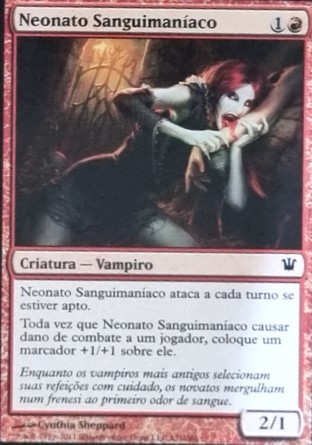 Neonato Sanguimaníaco 1
Criatura — Vampiro
Neonato Sanguimaníaco ataca a cada turno se
estiver apto.
Toda vez que Neonato Sanguimaníaco causar
dano de combate a um jogador, coloque um
marcador +1/+1 sobre ele.
Enquanto os vampiros mais antigos selecionam
suas refeições com cuidado, os novatos mergulham
num frenesi ao primeiro odor de sangue.
Cynthia Sheppard
2/1